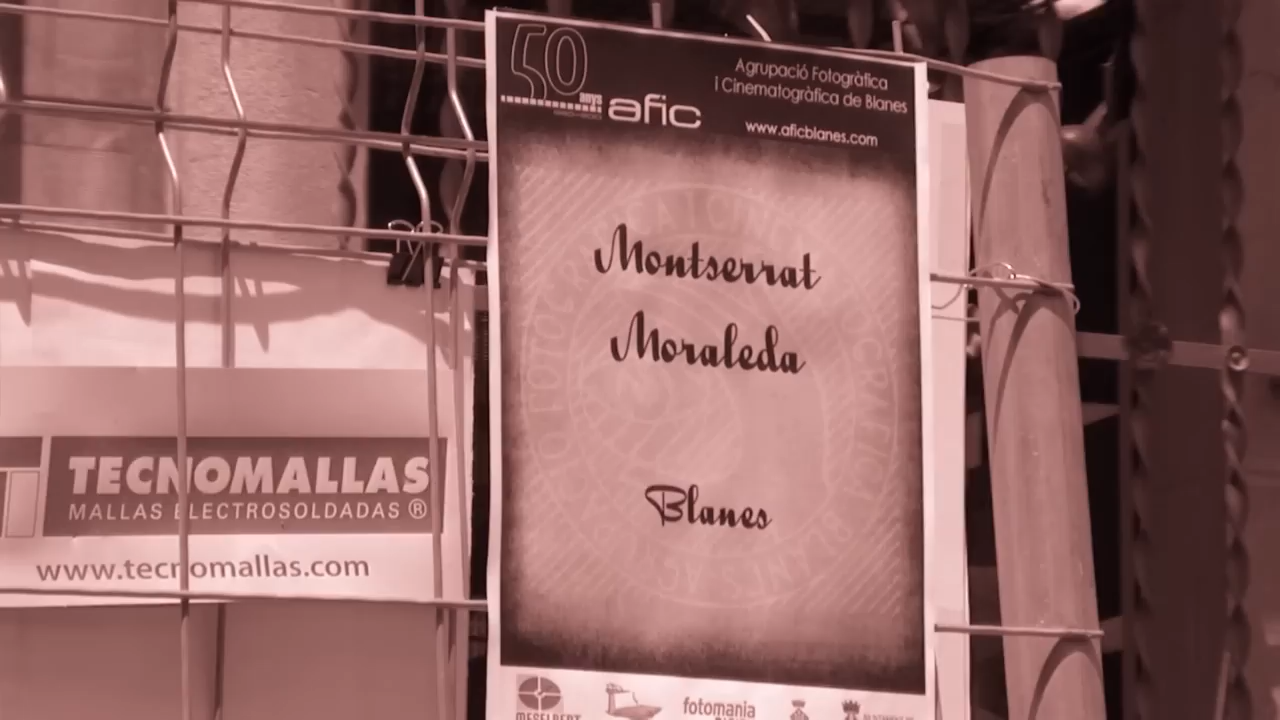 50
anys
afic
Agrupació Fotogràfica
i Cinematogràfica de Blanes
www.aficblanes.com
Montserrat
Moraleda
Blanes
TECNOMALLAS
MALLAS ELECTROSOLDADAS ®
www.tecnomallas.com
fotomania